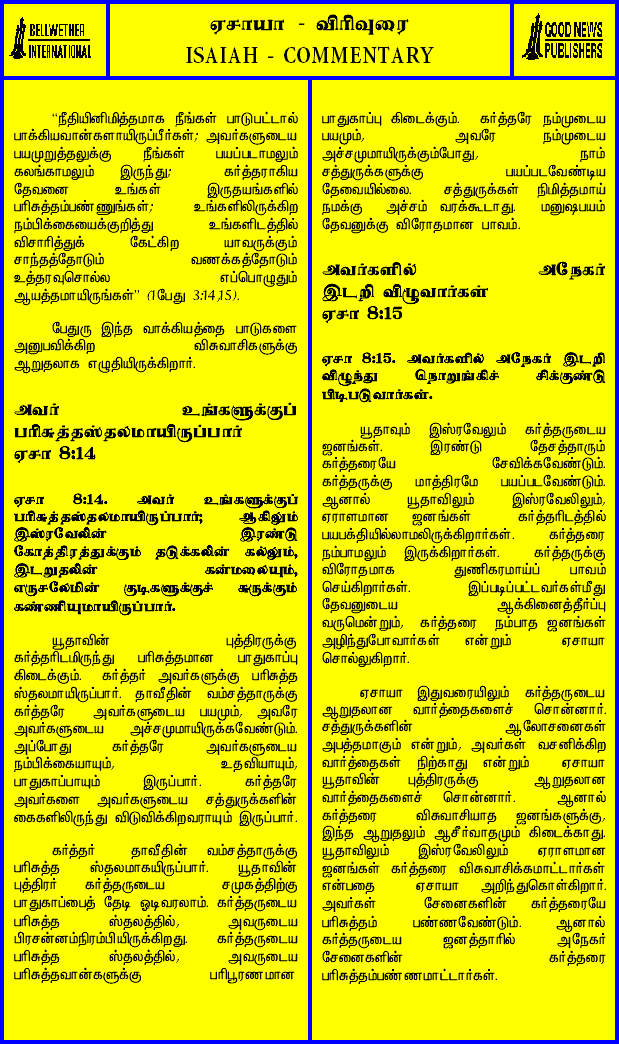 BELLWETHER
INTERNATIONAL
ஏசாயா - விரிவுரை
ISAIAH - COMMENTARY
GOOD NEWS
PUBLISHERS
“நீதியினிமித்தமாக நீங்கள் பாடுபட்டால்
பாக்கியவான்களாயிருப்பீர்கள்; அவர்களுடைய
பயமுறுத்தலுக்கு நீங்கள் பயப்படாமலும்
கலங்காமலும் இருந்து; கர்த்தராகிய
தேவனை உங்கள் இருதயங்களில்
பரிசுத்தம்பண்ணுங்கள்; உங்களிலிருக்கிற
நம்பிக்கையைக்குறித்து உங்களிடத்தில்
விசாரித்துக் கேட்கிற யாவருக்கும்
சாந்தத்தோடும் வணக்கத்தோடும்
உத்தரவுசொல்ல எப்பொழுதும்
ஆயத்தமாயிருங்கள்” (1பேது 3:14,15).
பேதுரு இந்த வாக்கியத்தை பாடுகளை
அனுபவிக்கிற விசுவாசிகளுக்கு
ஆறுதலாக எழுதியிருக்கிறார்.
அவர் உங்களுக்குப்
பரிசுத்தஸ்தலமாயிருப்பார்
ஏசா 8:14
ஏசா 8:14. அவர் உங்களுக்குப்
பரிசுத்தஸ்தலமாயிருப்பார்; ஆகிலும்
இஸ்ரவேலின் இரண்டு
கோத்திரத்துக்கும் தடுக்கலின் கல்லும்,
இடறுதலின் கன்மலையும்,
எருசலேமின் குடிகளுக்குச் சுருக்கும்
கண்ணியுமாயிருப்பார்.
யூதாவின் புத்திரருக்கு
கர்த்தரிடமிருந்து பரிசுத்தமான பாதுகாப்பு
கிடைக்கும். கர்த்தர் அவர்களுக்கு பரிசுத்த
ஸ்தலமாயிருப்பார். தாவீதின் வம்சத்தாருக்கு
கர்த்தரே அவர்களுடைய பயமும், அவரே
அவர்களுடைய அச்சமுமாயிருக்கவேண்டும்.
அப்போது கர்த்தரே அவர்களுடைய
நம்பிக்கையாயும், உதவியாயும்,
பாதுகாப்பாயும் இருப்பார். கர்த்தரே
அவர்களை அவர்களுடைய சத்துருக்களின்
கைகளிலிருந்து விடுவிக்கிறவராயும் இருப்பார்.
கர்த்தர் தாவீதின் வம்சத்தாருக்கு
பரிசுத்த ஸ்தலமாகயிருப்பார். யூதாவின்
புத்திரர் கர்த்தருடைய சமுகத்திற்கு
பாதுகாப்பைத் தேடி ஓடிவரலாம். கர்த்தருடைய
பரிசுத்த ஸ்தலத்தில், அவருடைய
பிரசன்னம்நிரம்பியிருக்கிறது. கர்த்தருடைய
பரிசுத்த ஸ்தலத்தில், அவருடைய
பரிசுத்தவான்களுக்கு பரிபூரணமான
பாதுகாப்பு கிடைக்கும். கர்த்தரே நம்முடைய
பயமும், அவரே நம்முடைய
அச்சமுமாயிருக்கும்போது, நாம்
சத்துருக்களுக்கு பயப்படவேண்டிய
தேவையில்லை. சத்துருக்கள் நிமித்தமாய்
நமக்கு அச்சம் வரக்கூடாது. மனுஷபயம்
தேவனுக்கு விரோதமான பாவம்.
அவர்களில் அநேகர்
இடறி விழுவார்கள்
ஏசா 8:15
ஏசா 8:15. அவர்களில் அநேகர் இடறி
விழுந்து நொறுங்கிச் சிக்குண்டு
பிடிபடுவார்கள்.
யூதாவும் இஸ்ரவேலும் கர்த்தருடைய
ஜனங்கள். இரண்டு தேசத்தாரும்
கர்த்தரையே சேவிக்கவேண்டும்.
கர்த்தருக்கு மாத்திரமே பயப்படவேண்டும்.
ஆனால் யூதாவிலும் இஸ்ரவேலிலும்,
ஏராளமான ஜனங்கள் கர்த்தரிடத்தில்
பயபக்தியில்லாமலிருக்கிறார்கள். கர்த்தரை
நம்பாமலும் இருக்கிறார்கள். கர்த்தருக்கு
விரோதமாக துணிகரமாய்ப் பாவம்
செய்கிறார்கள். இப்படிப்பட்டவர்கள்மீது
தேவனுடைய ஆக்கினைத்தீர்ப்பு
வருமென்றும், கர்த்தரை நம்பாத ஜனங்கள்
அழிந்துபோவார்கள் என்றும் ஏசாயா
சொல்லுகிறார்.
ஏசாயா இதுவரையிலும் கர்த்தருடைய
ஆறுதலான வார்த்தைகளைச் சொன்னார்.
சத்துருக்களின் ஆலோசனைகள்
அபத்தமாகும் என்றும், அவர்கள் வசனிக்கிற
வார்த்தைகள் நிற்காது என்றும் ஏசாயா
யூதாவின் புத்திரருக்கு ஆறுதலான
வார்த்தைகளைச் சொன்னார். ஆனால்
கர்த்தரை விசுவாசியாத ஜனங்களுக்கு,
இந்த ஆறுதலும் ஆசீர்வாதமும் கிடைக்காது.
யூதாவிலும் இஸ்ரவேலிலும் ஏராளமான
ஜனங்கள் கர்த்தரை விசுவாசிக்கமாட்டார்கள்
என்பதை ஏசாயா அறிந்துகொள்கிறார்.
அவர்கள் சேனைகளின் கர்த்தரையே
பரிசுத்தம் பண்ணவேண்டும். ஆனால்
கர்த்தருடைய ஜனத்தாரில் அநேகர்
சேனைகளின் கர்த்தரை
பரிசுத்தம்பண்ணமாட்டார்கள்.